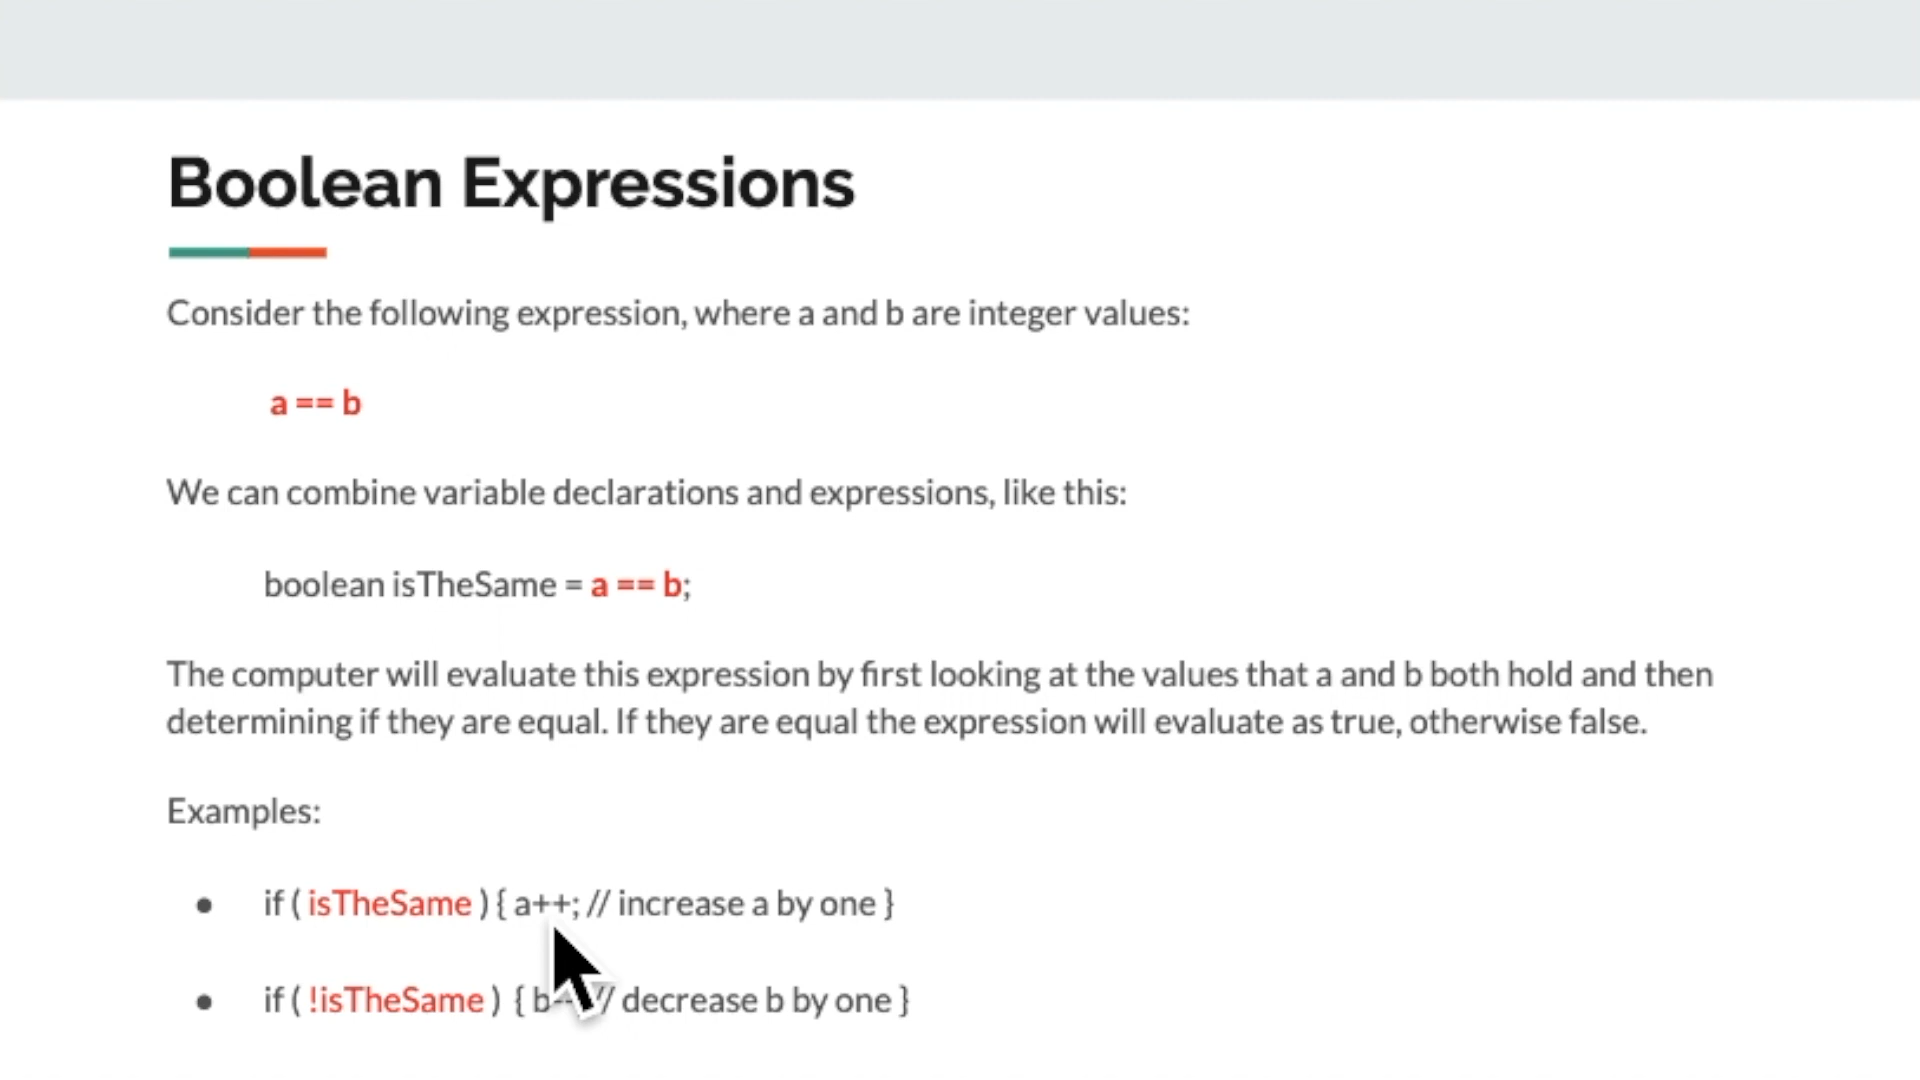 Boolean Expressions
Consider the following expression, where a and b are integer values:
a == b
We can combine variable declarations and expressions, like this:
boolean isTheSame = a == b;
The computer will evaluate this expression by first looking at the values that a and b both hold and then
determining if they are equal. If they are equal the expression will evaluate as true, otherwise false.
Examples:
• if ( isTheSame ) { a++; // increase a by one }
• if ( !isTheSame ) { b-- // decrease b by one }